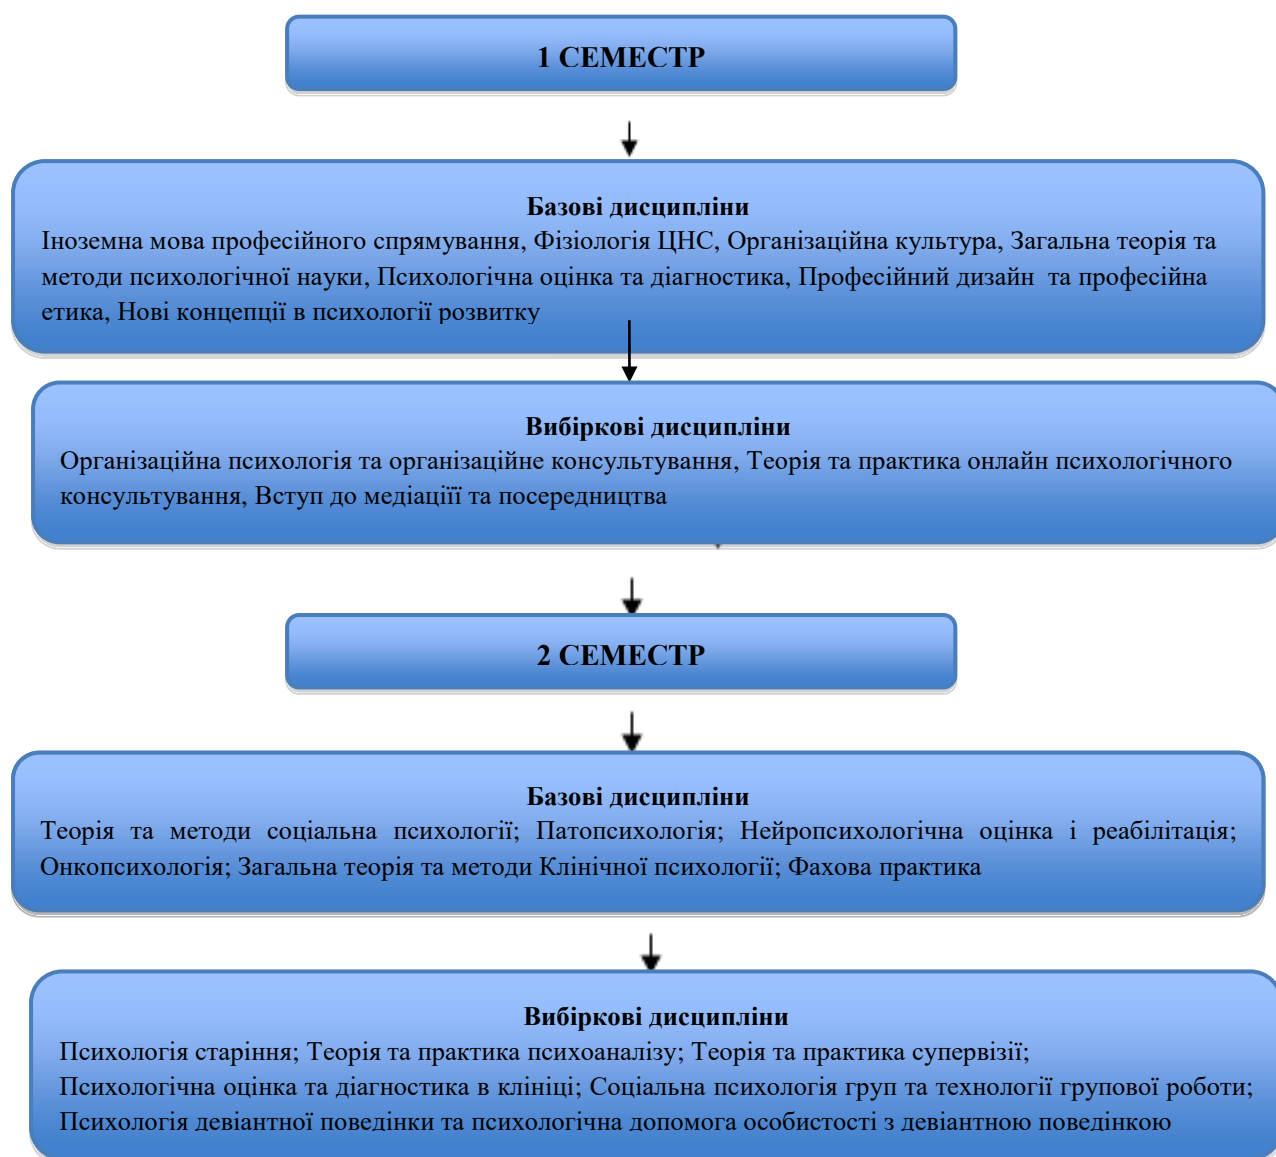 1 СЕМЕСТР
Базові дисципліни
Іноземна мова професійного спрямування, Фізіологія ЦНС, Організаційна культура, Загальна теорія та
методи психологічної науки, Психологічна оцінка та діагностика, Професійний дизайн та професійна
етика, Нові концепції в психології розвитку
Вибіркові дисципліни
Організаційна психологія та організаційне консультування, Теорія та практика онлайн психологічного
консультування, Вступ до медіаціїї та посередництва
2 СЕМЕСТР
Базові дисципліни
Теорія та методи соціальна психології; Патопсихологія; Нейропсихологічна оцінка і реабілітація;
Онкопсихологія; Загальна теорія та методи Клінічної психології; Фахова практика
Вибіркові дисципліни
Психологія старіння; Теорія та практика психоаналізу; Теорія та практика супервізії;
Психологічна оцінка та діагностика в клініці; Соціальна психологія груп та технології групової роботи;
Психологія девіантної поведінки та психологічна допомога особистості з девіантною поведінкою